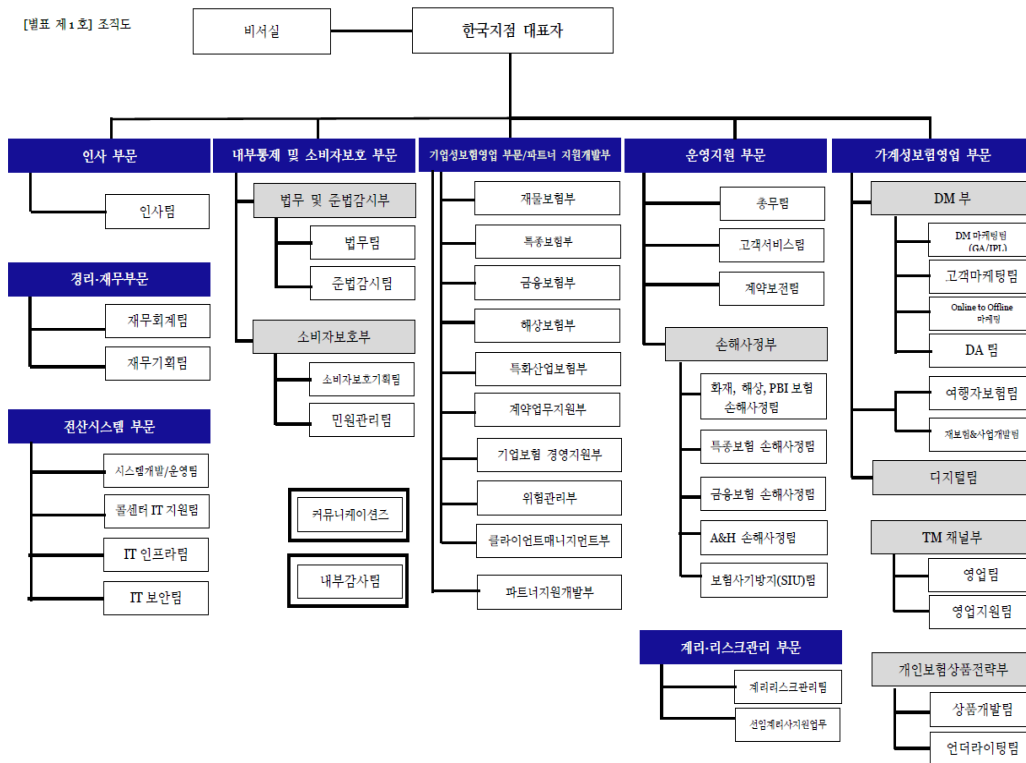 [별표 제1호] 조직도
비서실
한국지점 대표자
인사 부문
인사팀
경리·재무부문
재무회계팀
재무기획팀
전산시스템 부문
시스템개발/운영팀
콜센터 IT 지원팀
IT 인프라팀
IT 보안팀
내부통제 및 소비자보호 부문
법무 및 준법감시부
법무팀
준법감시팀
소비자보호부
소비자보호기획팀
민원관리팀
커뮤니케이션즈
내부감사팀
기업성보험영업 부문/파트너 지원개발부
재물보험부
특종보험부
금융보험부
해상보험부
특화산업보험부
계약업무지원부
기업보험 경영지원부
위험관리부
클라이언트매니지먼트부
파트너지원개발부
운영지원 부문
총무팀
고객서비스팀
계약보전팀
손해사정부
화재, 해상, PBI 보험
손해사정팀
특종보험 손해사정팀
금융보험 손해사정팀
A&H 손해사정팀
보험사기방지(SIU)팀
계리·리스크관리 부문
계리리스크관리팀
선임계리사지원업무
가계성보험영업 부문
DM 부
DM 마케팅팀
(GA/IPL)
고객마케팅팀
Online to Offline
마케팅
DA 팀
여행자보험팀
재보험&사업개발팀
디지털팀
TM 채널부
영업팀
영업지원팀
개인보험상품전략부
상품개발팀
언더라이팅팀